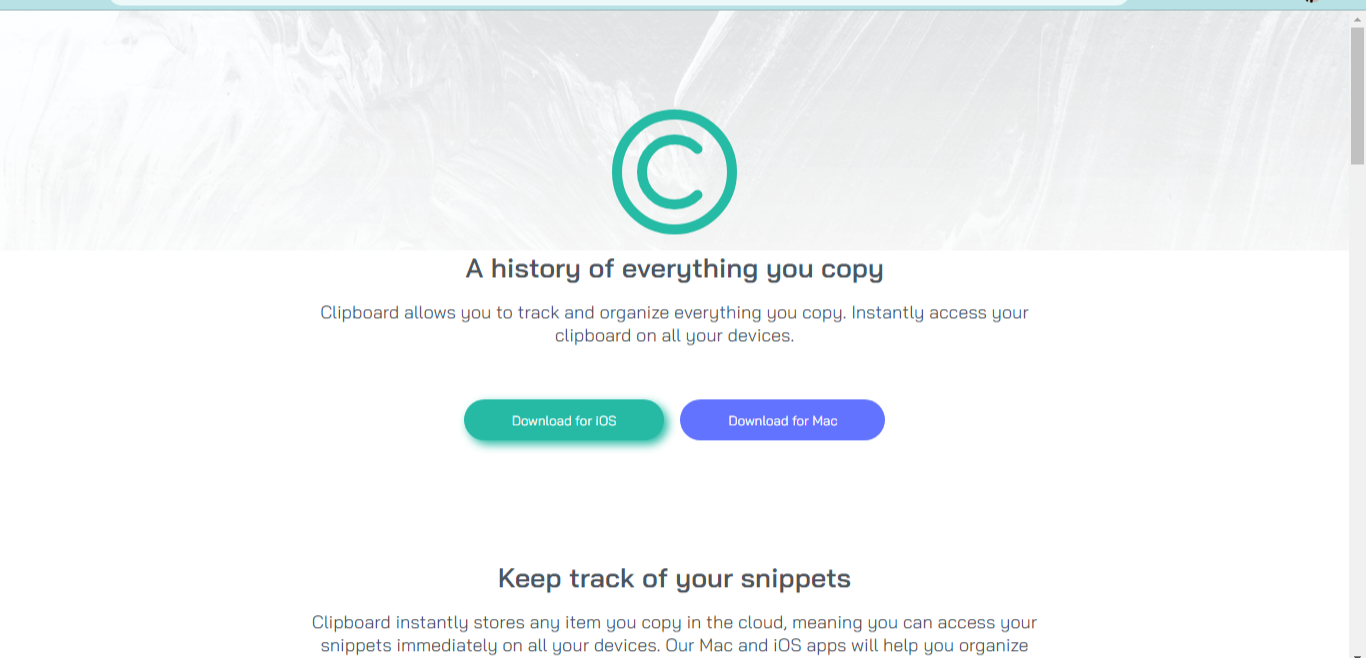 A history of everything you copy
Clipboard allows you to track and organize everything you copy. Instantly access your
clipboard on all your devices.
Download for iOS
Download for Mac
Keep track of your snippets
Clipboard instantly stores any item you copy in the cloud, meaning you can access your
snippets immediately on all your devices. Our Mac and iOS apps will help you organize